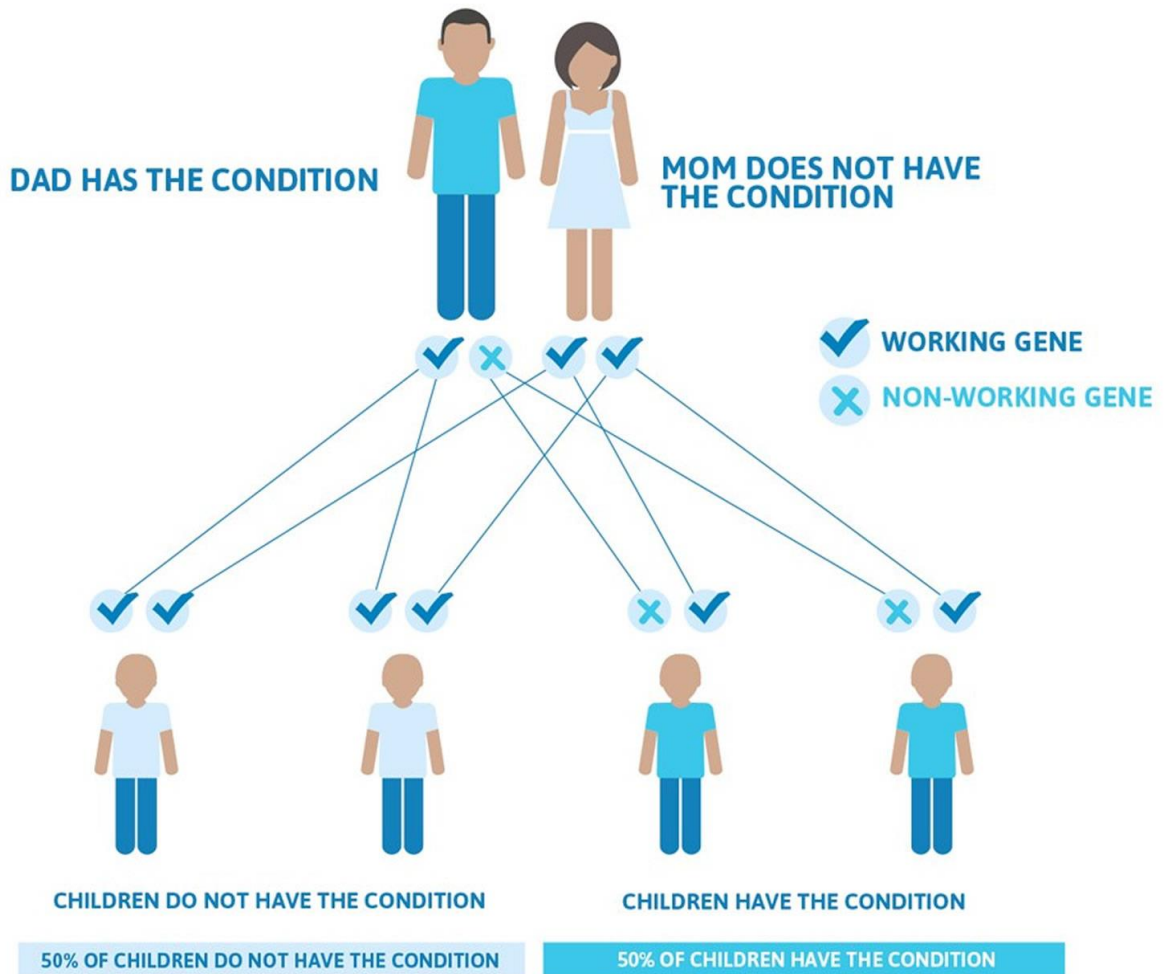 DAD HAS THE CONDITION
MOM DOES NOT HAVE
THE CONDITION
WORKING GENE
NON-WORKING GENE
CHILDREN DO NOT HAVE THE CONDITION
CHILDREN HAVE THE CONDITION
50% OF CHILDREN DO NOT HAVE THE CONDITION
50% OF CHILDREN HAVE THE CONDITION